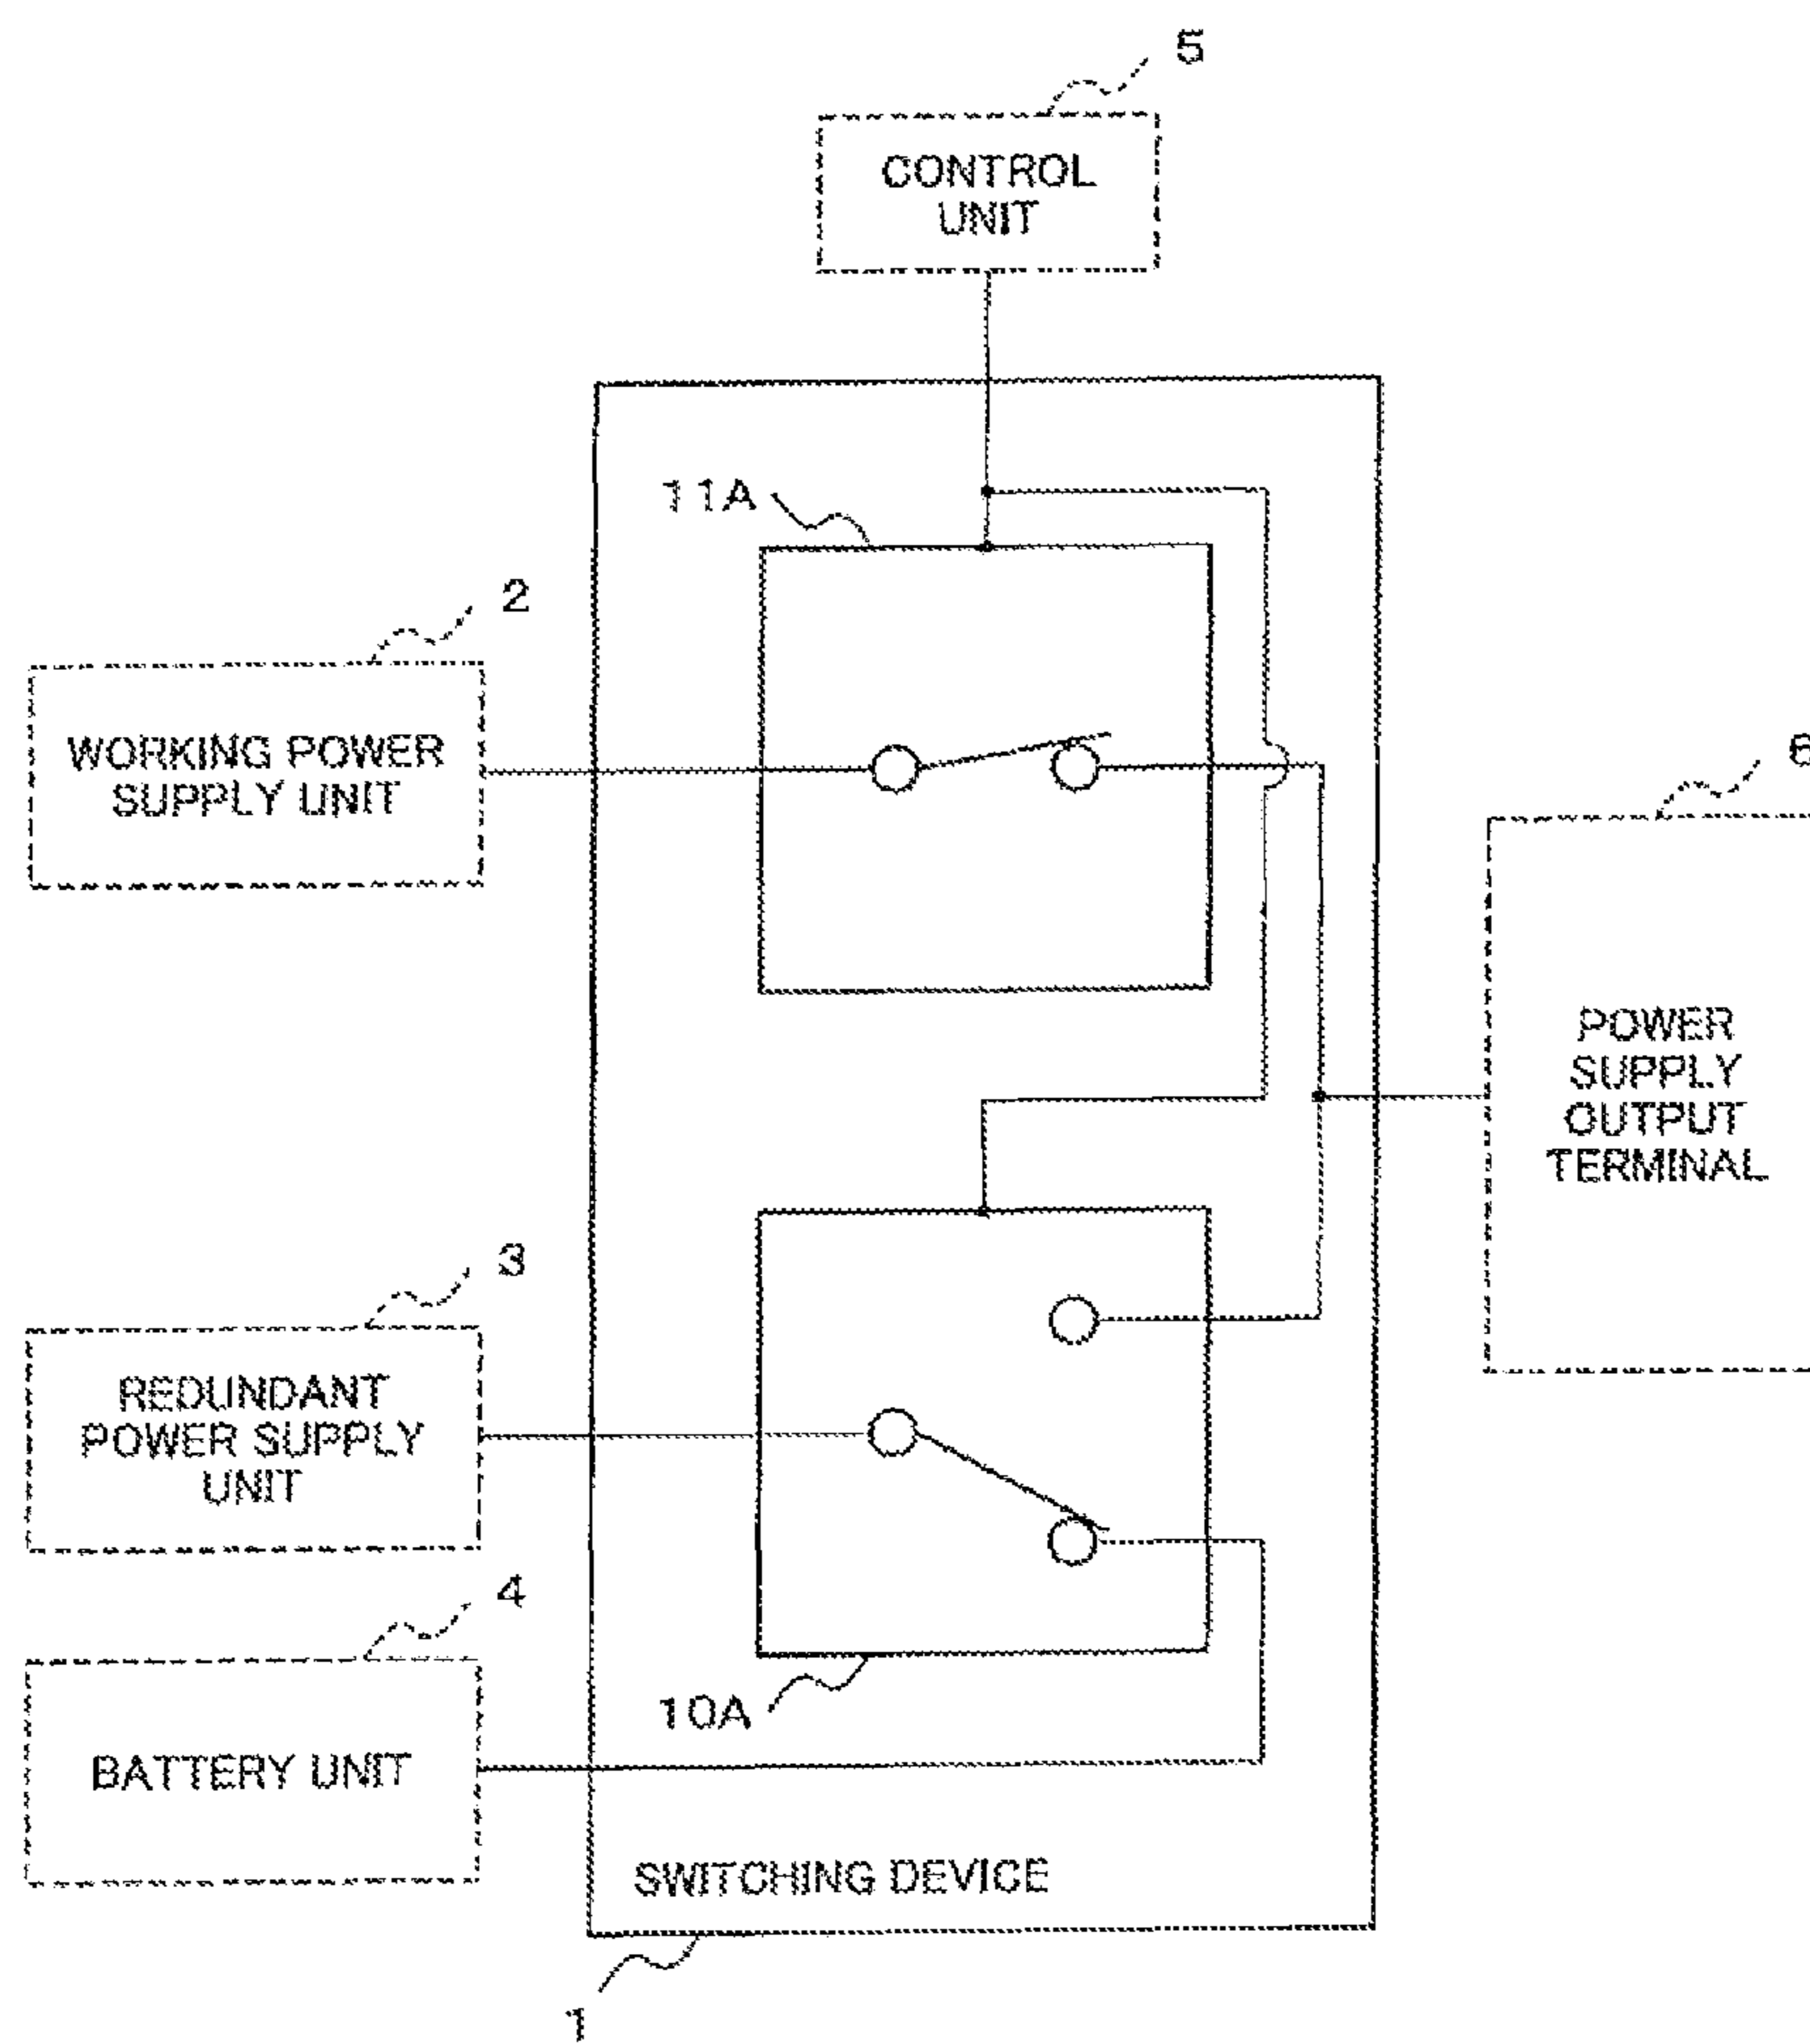 5
CONTROL
UNIT
11A
2
WORKING POWER
SUPPLY UNIT
6
POWER
SUPPLY
OUTPUT
TERMINAL
3
REDUNDANT
POWER SUPPLY
UNIT
4
10A
BATTERY UNIT
SWITCHING DEVICE
1